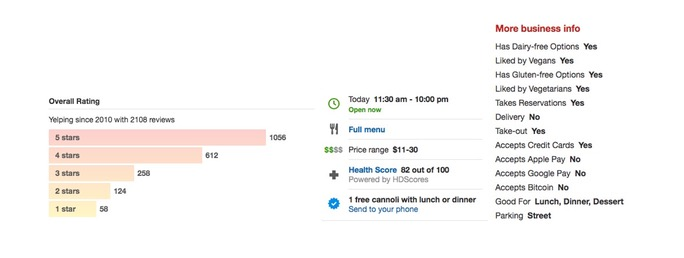 Overall Rating
Yelping since 2010 with 2108 reviews
5 stars 1056
4 stars 612
3 stars 258
2 stars 124
1 star 58
Today 11:30 am - 10:00 pm
Open now
Full menu
$$$$ Price range $11-30
Health Score 82 out of 100
Powered by HDScores
1 free cannoli with lunch or dinner
Send to your phone
More business info
Has Dairy-free Options Yes
Liked by Vegans Yes
Has Gluten-free Options Yes
Liked by Vegetarians Yes
Takes Reservations Yes
Delivery No
Take-out Yes
Accepts Credit Cards Yes
Accepts Apple Pay No
Accepts Google Pay No
Accepts Bitcoin No
Good For Lunch, Dinner, Dessert
Parking Street